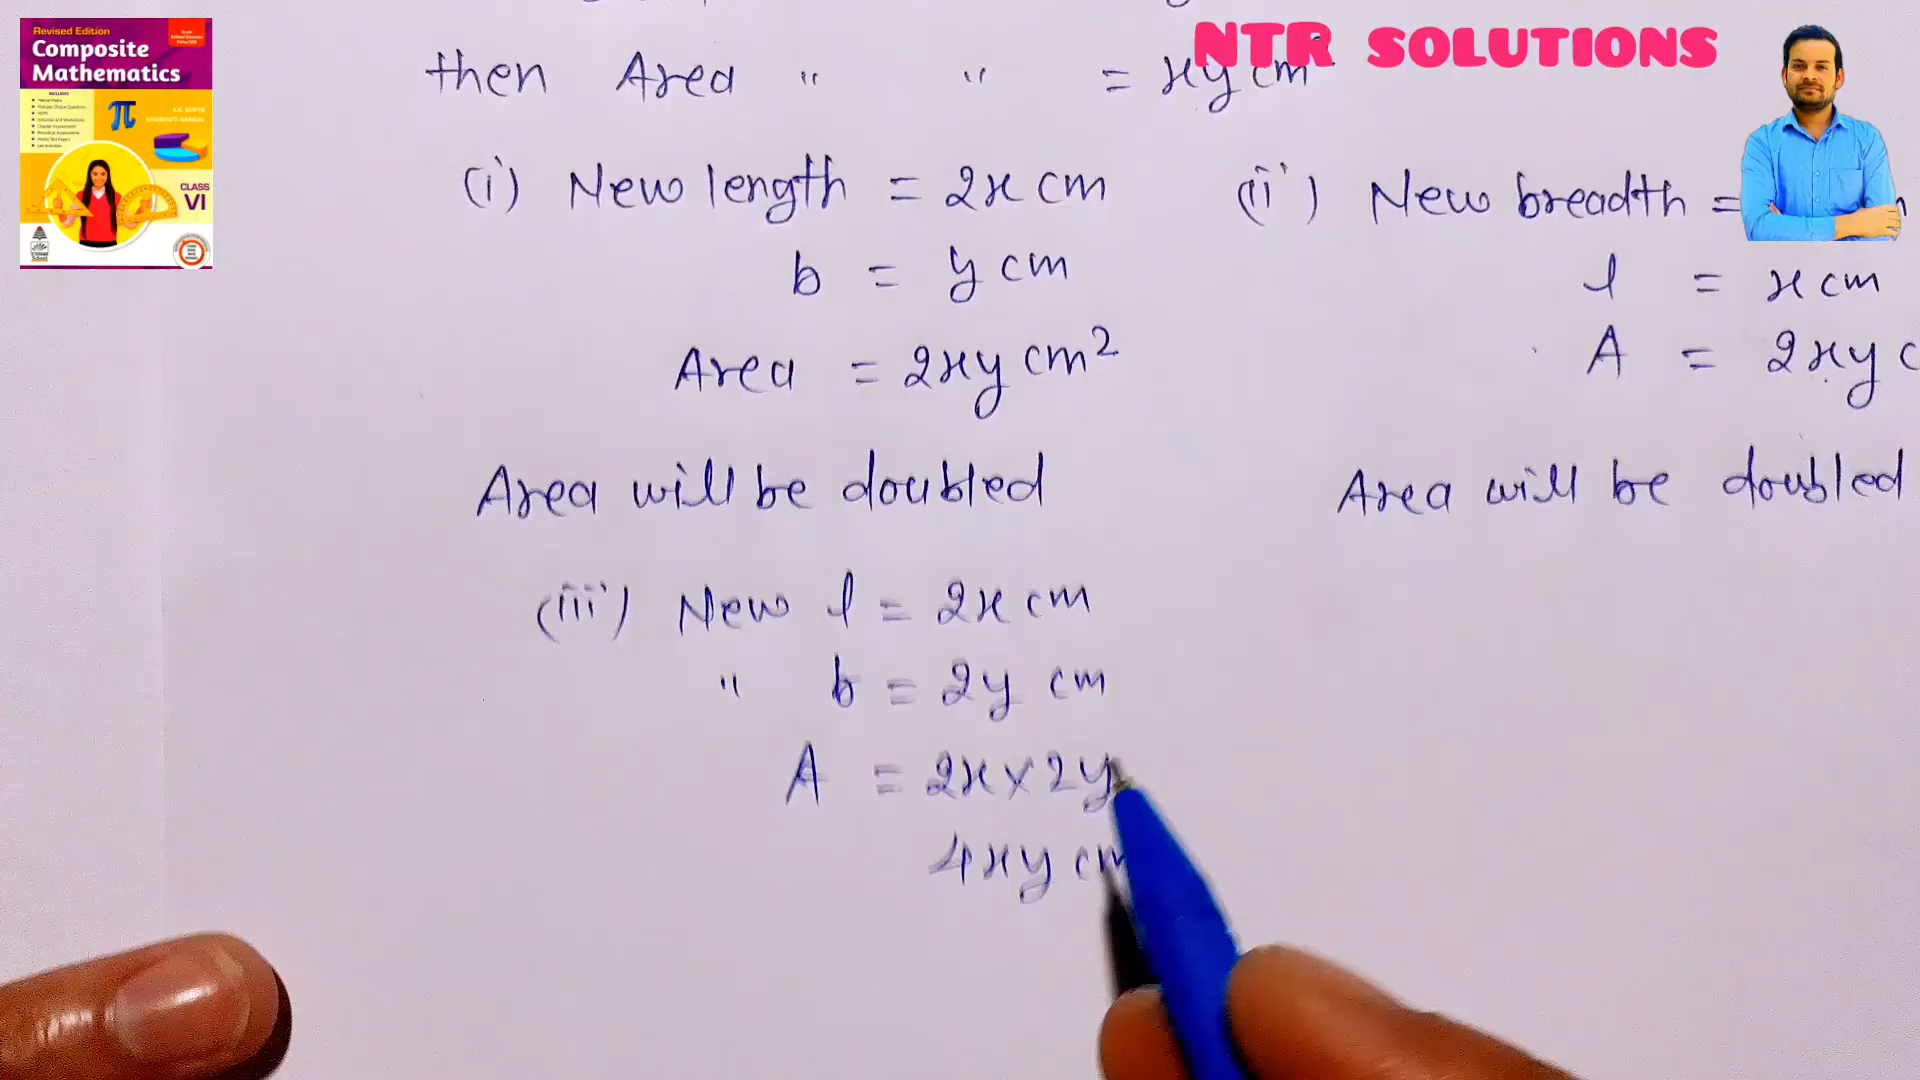 Revised Edition
Composite
Mathematics
CLASS
VI
NTR SOLUTIONS
then Area " " = xy cm
(i) New length = 2x cm
b = y cm
Area = 2xy cm²
Area will be doubled
(ii) New breadth =
l = x cm
A = 2xy c
Area will be doubled
(iii) New l = 2x cm
" b = 2y cm
A = 2x × 2y
4xy cm